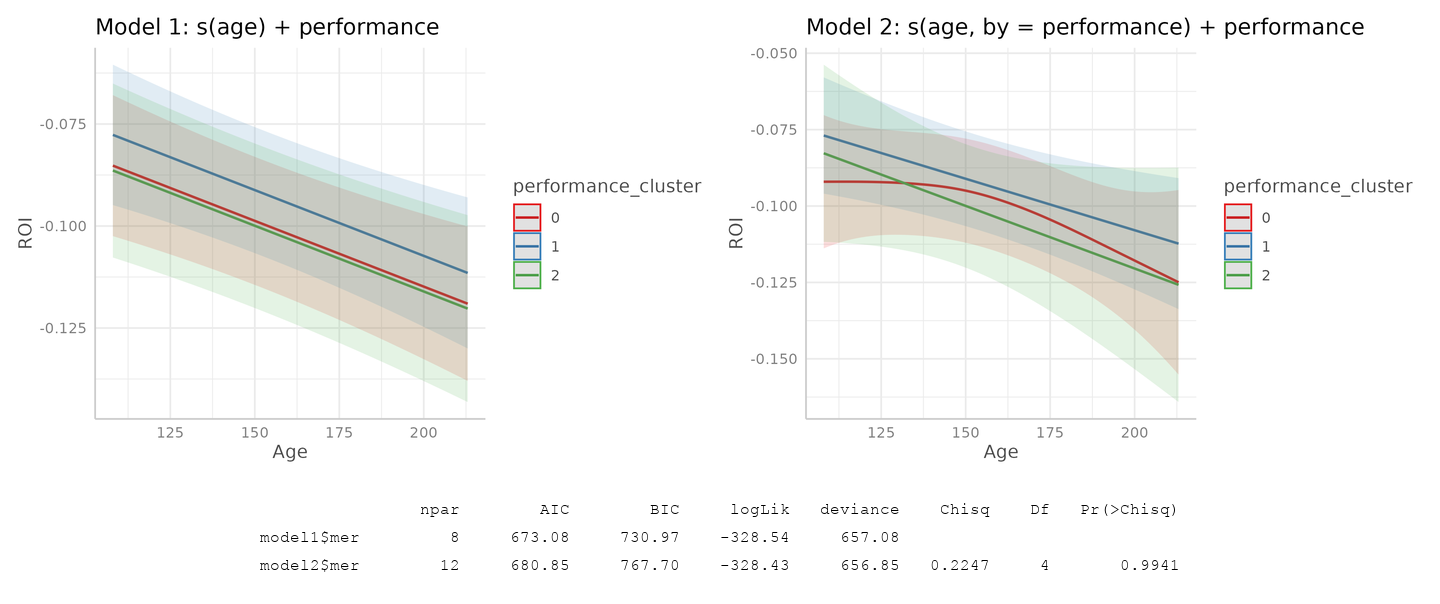 Model 1: s(age) + performance
-0.075
-0.100
-0.125
ROI
125 150 175 200
Age
performance_cluster
0
1
2
Model 2: s(age, by = performance) + performance
-0.050
-0.075
-0.100
-0.125
-0.150
ROI
125 150 175 200
Age
performance_cluster
0
1
2
npar AIC BIC logLik deviance Chisq Df Pr(>Chisq)
model1$mer 8 673.08 730.97 -328.54 657.08
model2$mer 12 680.85 767.70 -328.43 656.85 0.2247 4 0.9941